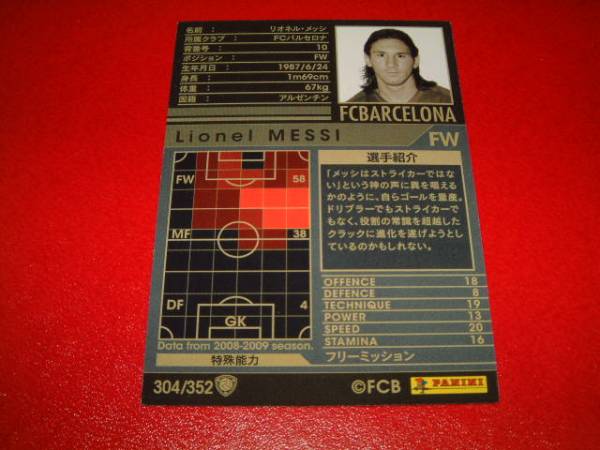 名前： リオネル・メッシ
所属クラブ： FCバルセロナ
背番号： 10
ポジション： FW
生年月日： 1987/6/24
身長： 1m69cm
体重： 67kg
国籍： アルゼンチン
FCBARCELONA
Lionel MESSI FW
FW 58
MF 38
DF 4
GK
Data from 2008-2009 season.
選手紹介
「メッシはストライカーではな
い」という神の声に異を唱えるか
のように、自らゴールを量産。
ドリブラーでもストライカーで
もなく、役割の常識を超越した
クラックに進化を遂げようとし
ているのかもしれない。
OFFENCE 18
DEFENCE 8
TECHNIQUE 19
POWER 13
SPEED 20
STAMINA 16
特殊能力 フリーミッション
304/352 ©FCB PANINI